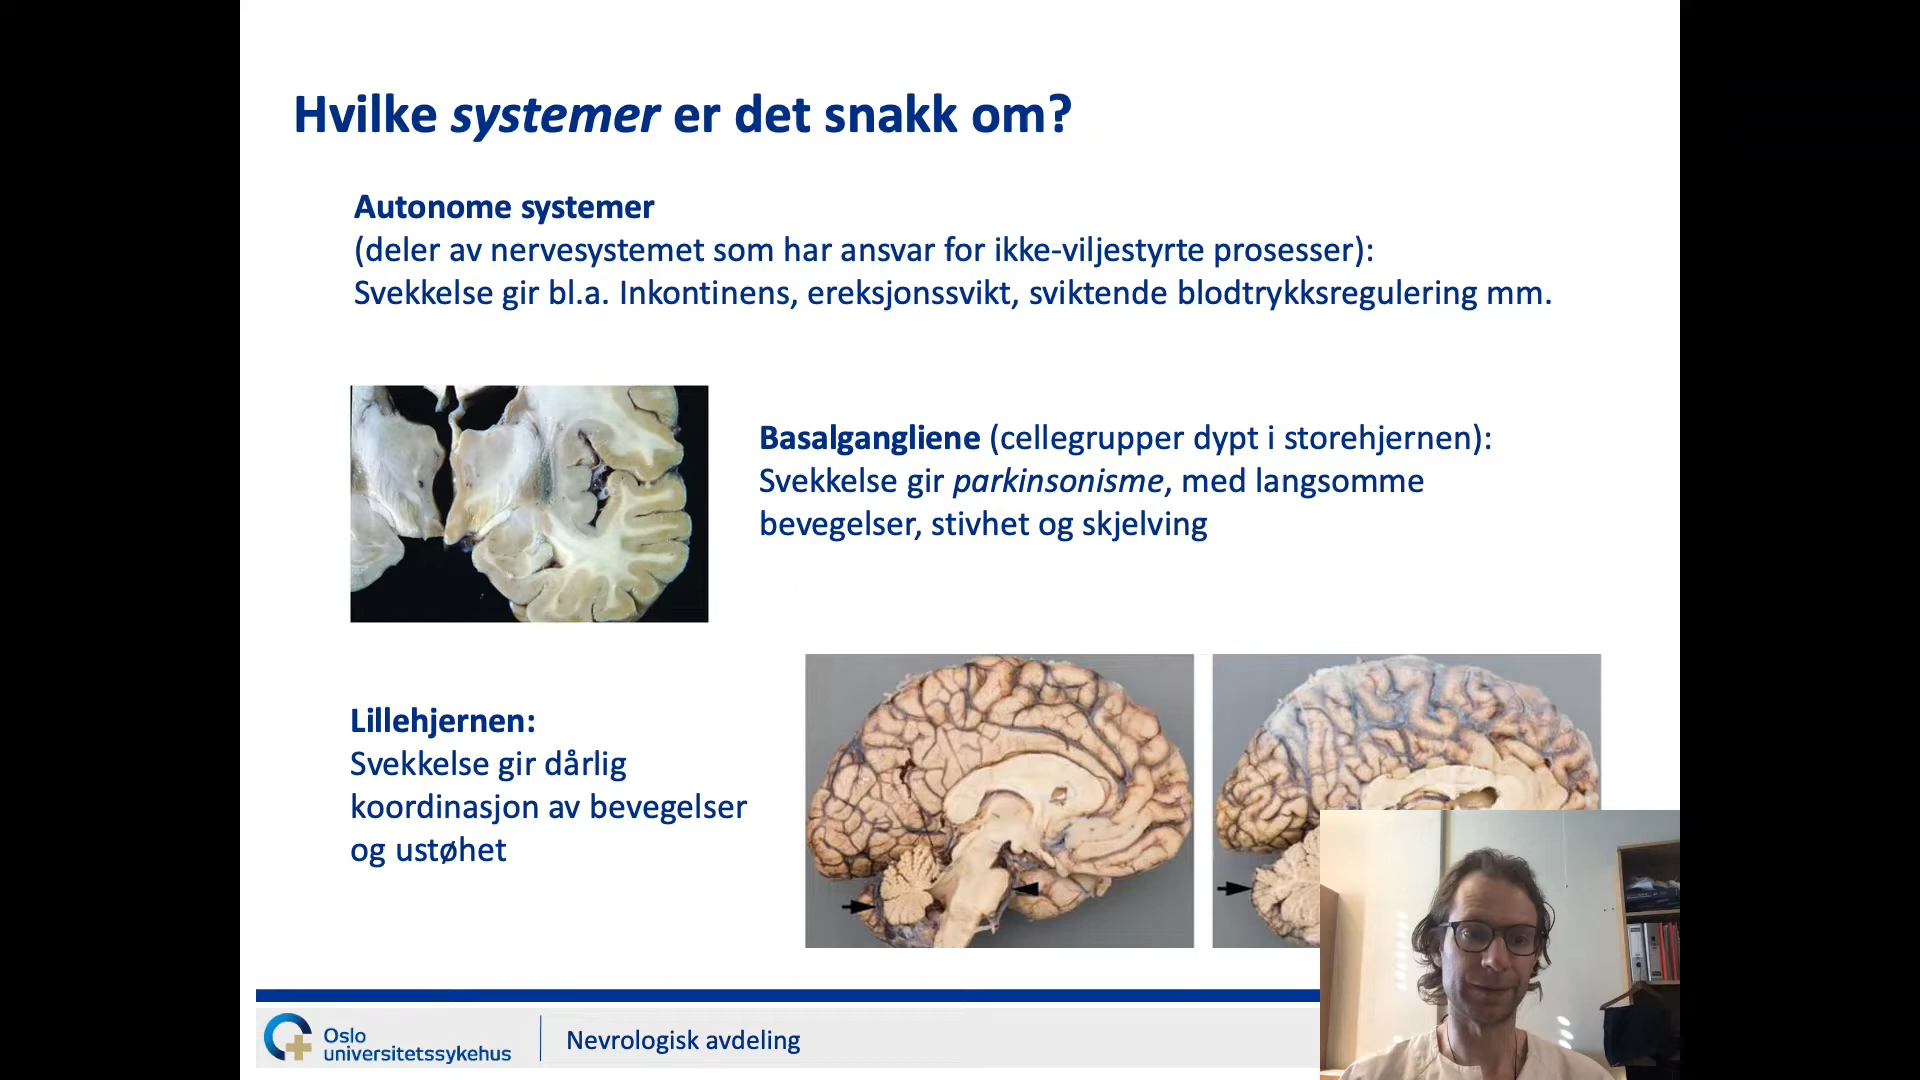 Hvilke systemer er det snakk om?
Autonome systemer
(deler av nervesystemet som har ansvar for ikke-viljestyrte prosesser):
Svekkelse gir bl.a. Inkontinens, ereksjonssvikt, sviktende blodtrykksregulering mm.
Basalgangliene (cellegrupper dypt i storehjernen):
Svekkelse gir parkinsonisme, med langsomme
bevegelser, stivhet og skjelving
Lillehjernen:
Svekkelse gir dårlig
koordinasjon av bevegelser
og ustøhet
Oslo
universitetssykehus
Nevrologisk avdeling